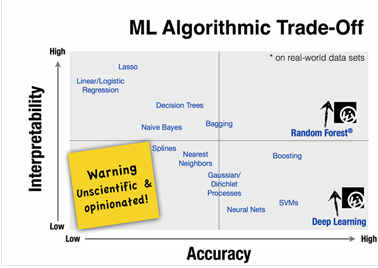 ML Algorithmic Trade-Off
High
* on real-world data sets
Lasso
Linear/Logistic
Regression
Decision Trees
Naive Bayes
Bagging
Random Forest®
Interpretability
Splines
Nearest
Neighbors
Boosting
Gaussian/
Dirichlet
Processes
Neural Nets
SVMs
Deep Learning
Warning
Unscientific &
opinionated!
Low
Low
High
Accuracy